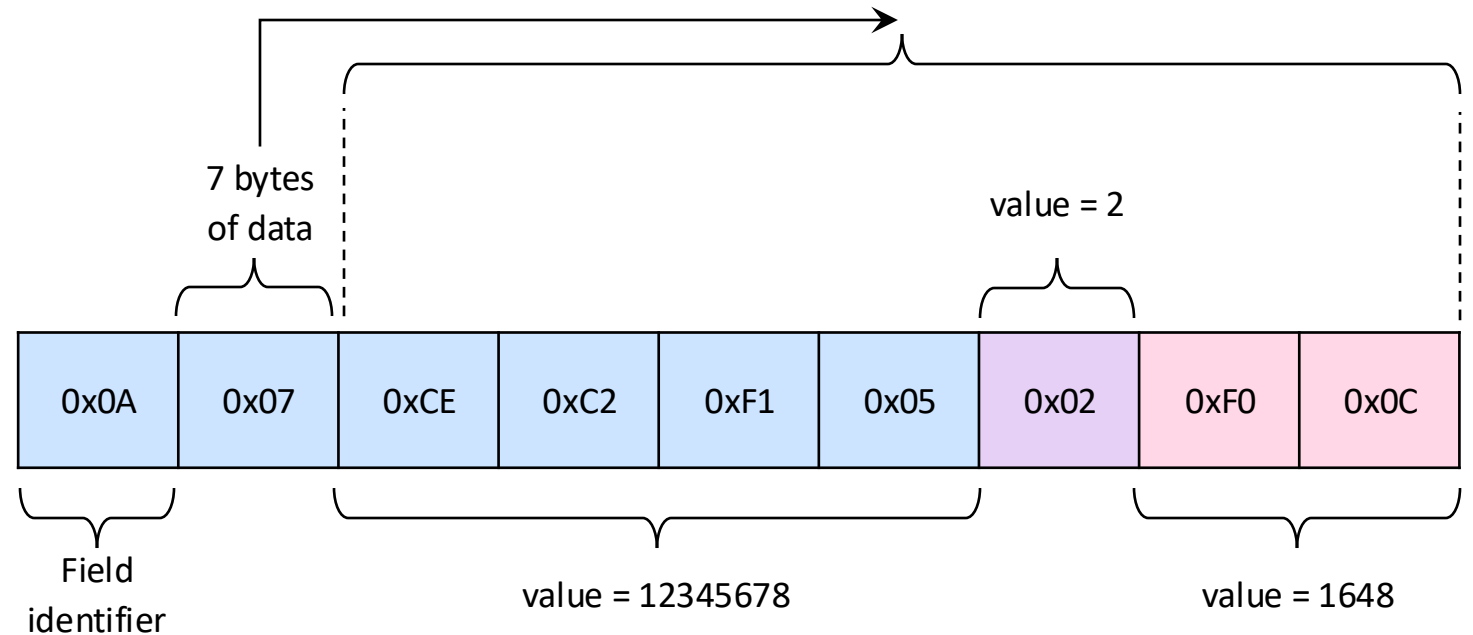 7 bytes
of data
value = 2
0x0A 0x07 0xCE 0xC2 0xF1 0x05 0x02 0xF0 0x0C
Field
identifier
value = 12345678
value = 1648